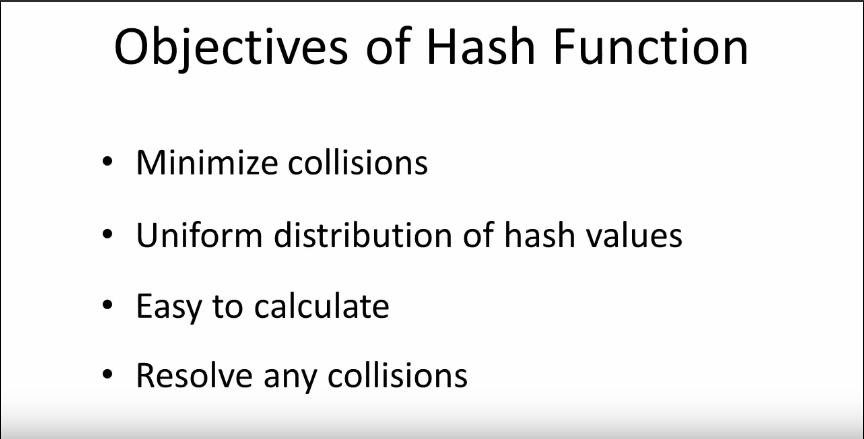 Objectives of Hash Function
• Minimize collisions
• Uniform distribution of hash values
• Easy to calculate
• Resolve any collisions